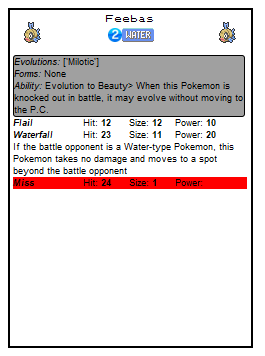 Feebas
2 WATER
Evolutions: ['Milotic']
Forms: None
Ability: Evolution to Beauty> When this Pokemon is
knocked out in battle, it may evolve without moving to
the P.C.
Flail Hit: 12 Size: 12 Power: 10
Waterfall Hit: 23 Size: 11 Power: 20
If the battle opponent is a Water-type Pokemon, this
Pokemon takes no damage and moves to a spot
beyond the battle opponent
Miss Hit: 24 Size: 1 Power: